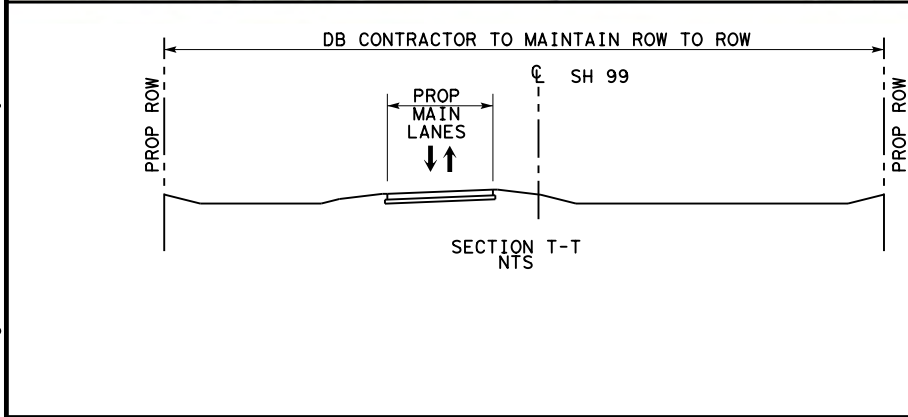 DB CONTRACTOR TO MAINTAIN ROW TO ROW
℄ SH 99
PROP
MAIN
LANES
PROP ROW
PROP ROW
SECTION T-T
NTS